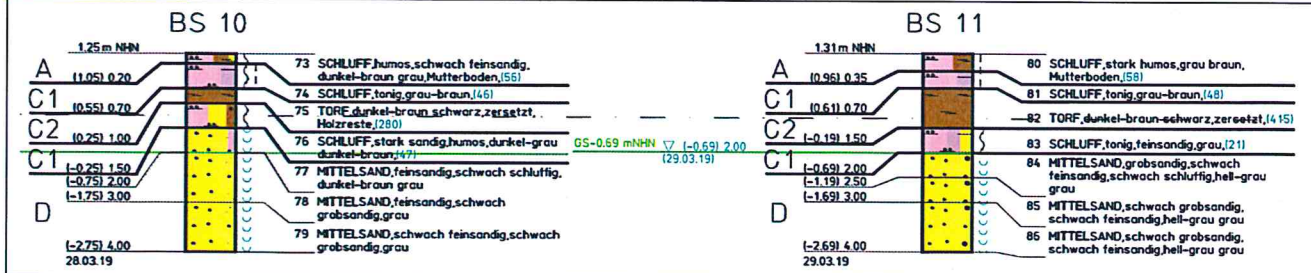 BS 10
1.25 m NHN
A
(1.05) 0.20
C1
(0.55) 0.70
C2
(0.25) 1.00
C1
(-0.25) 1.50
(-0.75) 2.00
(-1.75) 3.00
D
(-2.75) 4.00
28.03.19
73 SCHLUFF,humos,schwach feinsandig,
dunkel-braun grau,Mutterboden,(56)
74 SCHLUFF,tonig,grau-braun,(46)
75 TORF,dunkel-braun schwarz,zersetzt,
Holzreste,(280)
76 SCHLUFF,stark sandig,humos,dunkel-grau
dunkel-braun,(47)
77 MITTELSAND,feinsandig,schwach schluffig,
dunkel-braun grau
78 MITTELSAND,feinsandig,schwach
grobsandig,grau
79 MITTELSAND,schwach feinsandig,schwach
grobsandig,grau
GS-0.69 mNHN
(-0.69) 2.00
(29.03.19)
BS 11
1.31 m NHN
A
(0.96) 0.35
C1
(0.61) 0.70
C2
(-0.19) 1.50
C1
(-0.69) 2.00
(-1.19) 2.50
(-1.69) 3.00
D
(-2.69) 4.00
29.03.19
80 SCHLUFF,stark humos,grau braun,
Mutterboden,(58)
81 SCHLUFF,tonig,grau-braun,(48)
82 TORF,dunkel-braun-schwarz,zersetzt,(415)
83 SCHLUFF,tonig,feinsandig,grau,(21)
84 MITTELSAND,grobsandig,schwach
feinsandig,schwach schluffig,hell-grau
grau
85 MITTELSAND,schwach grobsandig,
schwach feinsandig,hell-grau grau
85 MITTELSAND,schwach grobsandig,
schwach feinsandig,hell-grau grau